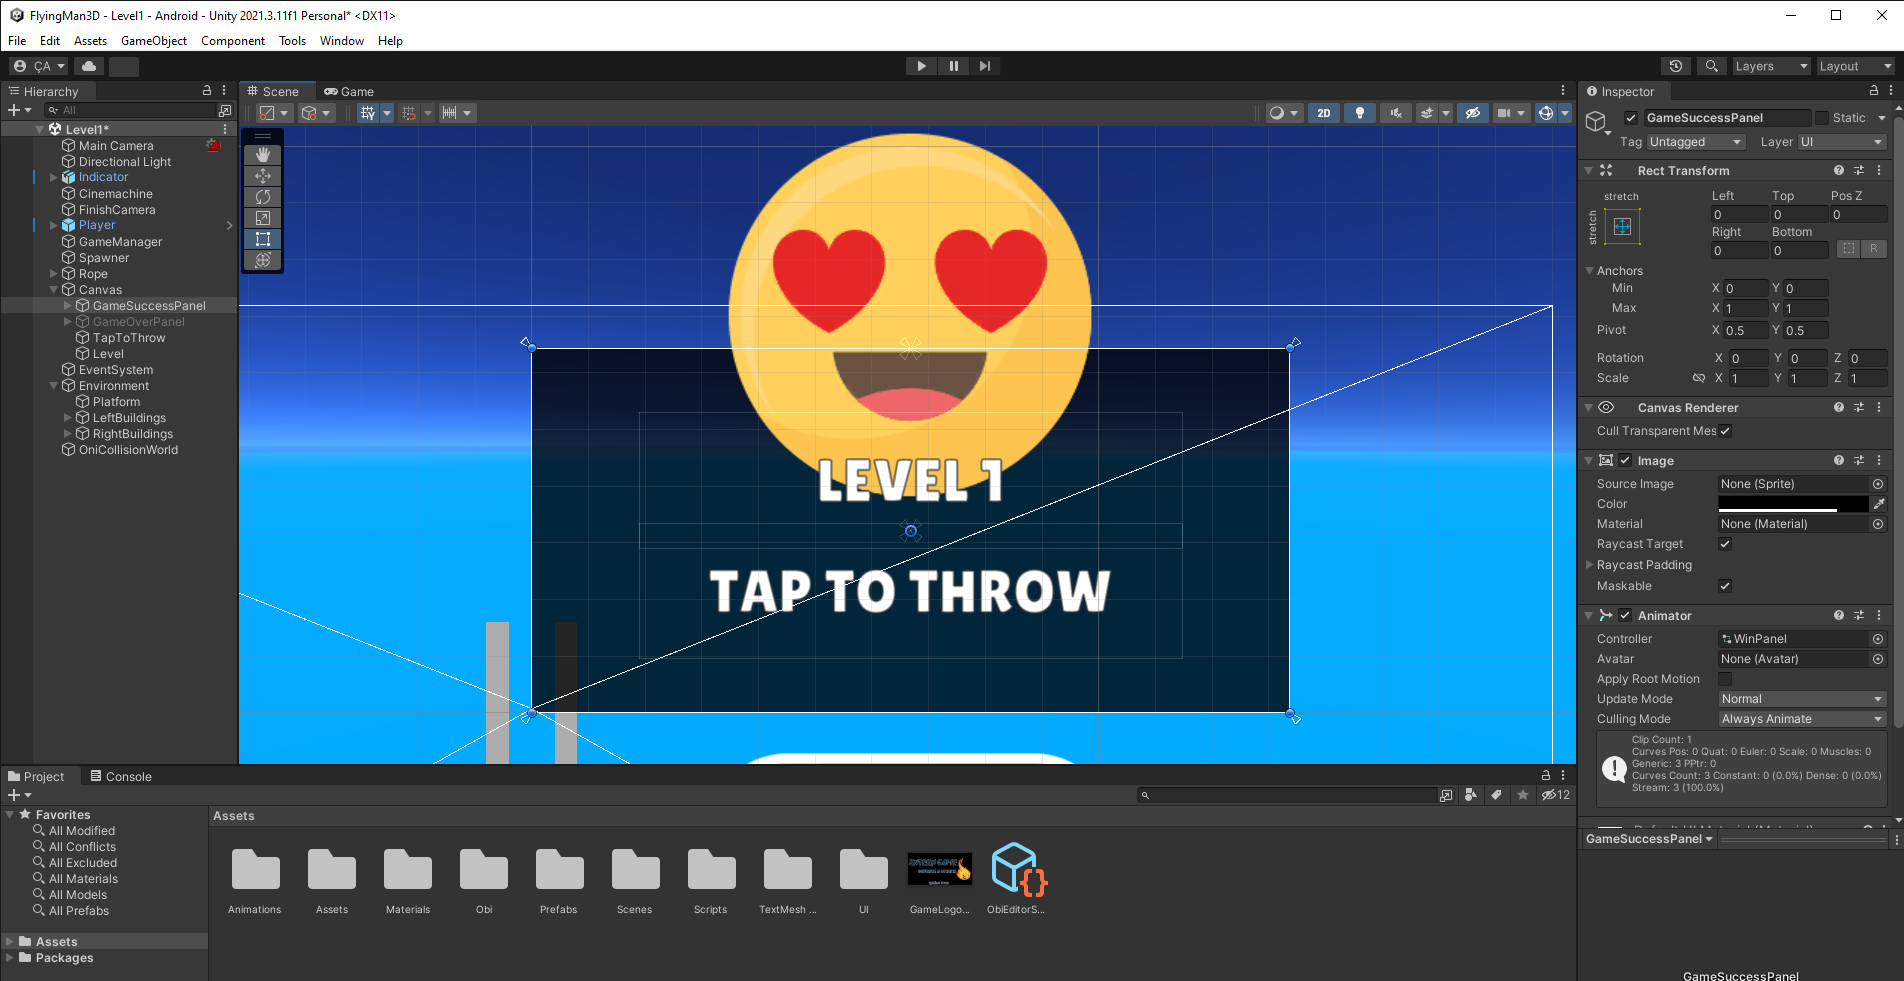 FlyingMan3D - Level1 - Android - Unity 2021.3.11f1 Personal* <DX11>
File Edit Assets GameObject Component Tools Window Help
ÇA
Layers
Layout
Hierarchy
All
Level1*
Main Camera
Directional Light
Indicator
Cinemachine
FinishCamera
Player
GameManager
Spawner
Rope
Canvas
GameSuccessPanel
GameOverPanel
TapToThrow
Level
EventSystem
Environment
Platform
LeftBuildings
RightBuildings
OniCollisionWorld
Scene Game
2D
LEVEL 1
TAP TO THROW
Inspector
GameSuccessPanel Static
Tag Untagged Layer UI
Rect Transform
stretch Left Top Pos Z
stretch 0 0 0
Right Bottom
0 0 R
Anchors
Min X 0 Y 0
Max X 1 Y 1
Pivot X 0.5 Y 0.5
Rotation X 0 Y 0 Z 0
Scale X 1 Y 1 Z 1
Canvas Renderer
Cull Transparent Mes
Image
Source Image None (Sprite)
Color
Material None (Material)
Raycast Target
Raycast Padding
Maskable
Animator
Controller WinPanel
Avatar None (Avatar)
Apply Root Motion
Update Mode Normal
Culling Mode Always Animate
Clip Count: 1
Curves Pos: 0 Quat: 0 Euler: 0 Scale: 0 Muscles: 0
Generic: 3 PPtr: 0
Curves Count: 3 Constant: 0 (0.0%) Dense: 0 (0.0%)
Stream: 3 (100.0%)
GameSuccessPanel
GameSuccessPanel
Project Console
12
Favorites
All Modified
All Conflicts
All Excluded
All Materials
All Models
All Prefabs
Assets
Packages
Assets
Animations Assets Materials Obi Prefabs Scenes Scripts TextMesh ... UI GameLogo... ObiEditorS...